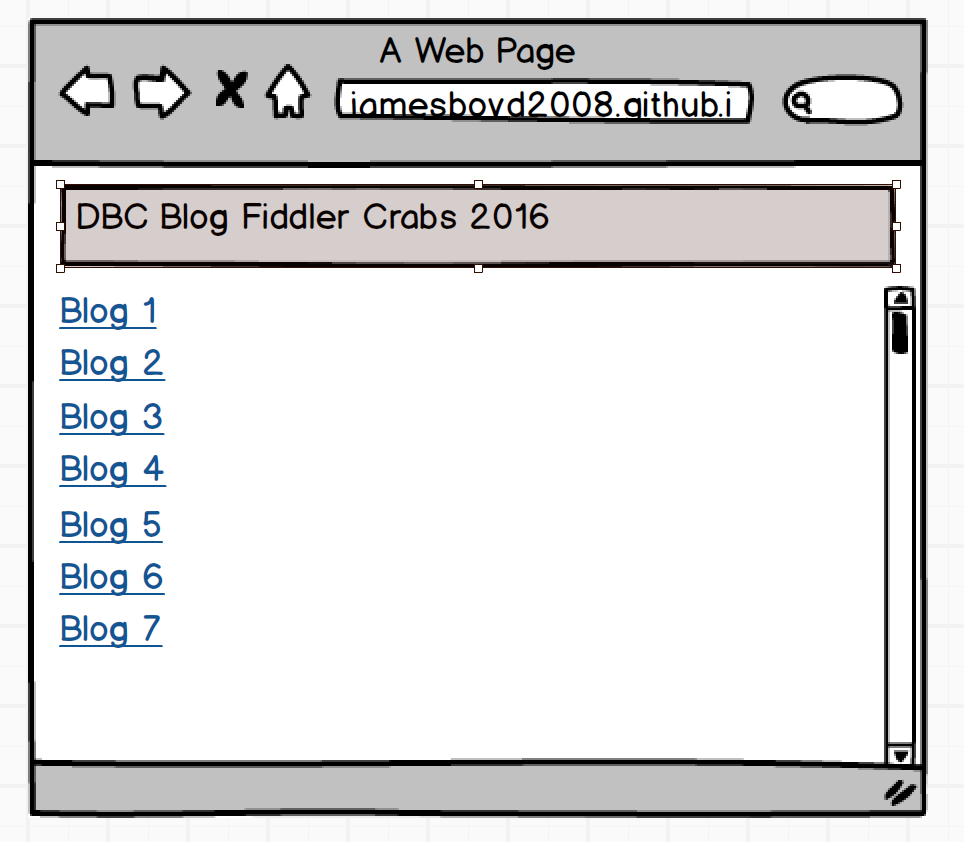 A Web Page
jamesboyd2008.github.i
DBC Blog Fiddler Crabs 2016
Blog 1
Blog 2
Blog 3
Blog 4
Blog 5
Blog 6
Blog 7